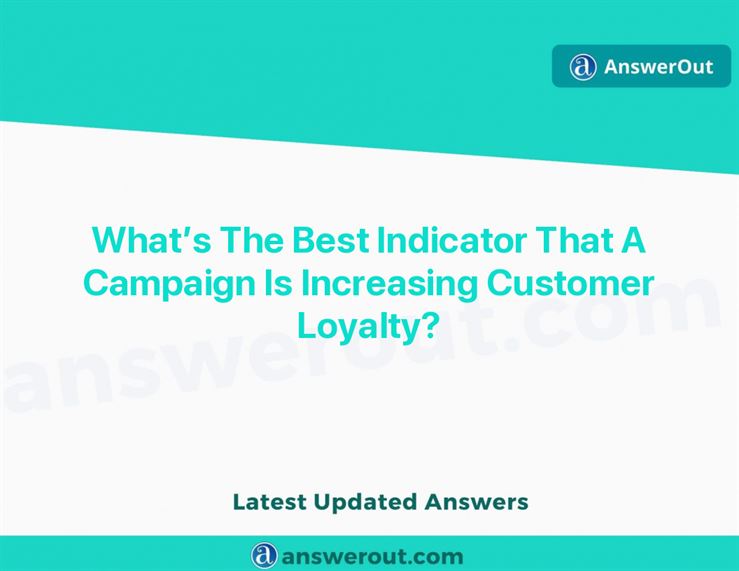 AnswerOut
What's The Best Indicator That A
Campaign Is Increasing Customer
Loyalty?
answerout.com
Latest Updated Answers
answerout.com